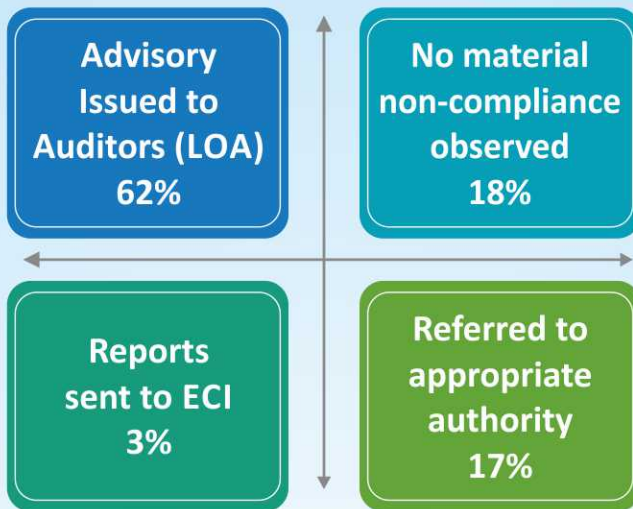 Advisory
Issued to
Auditors (LOA)
62%
No material
non-compliance
observed
18%
Reports
sent to ECI
3%
Referred to
appropriate
authority
17%